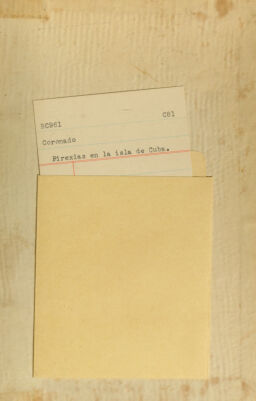 RC961 C81
Coronado
Pirexias en la isla de Cuba.